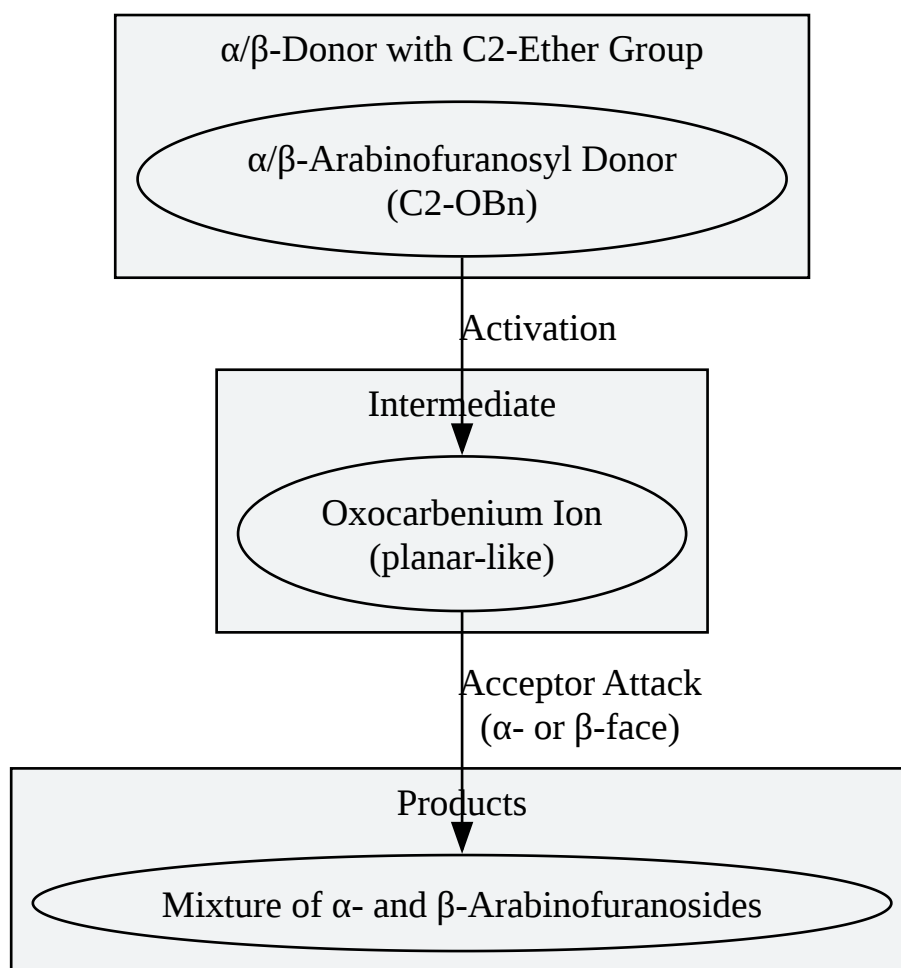 α/β-Donor with C2-Ether Group
α/β-Arabinofuranosyl Donor
(C2-OBn)
Activation
Intermediate
Oxocarbenium Ion
(planar-like)
Acceptor Attack
(α- or β-face)
Products
Mixture of α- and β-Arabinofuranosides